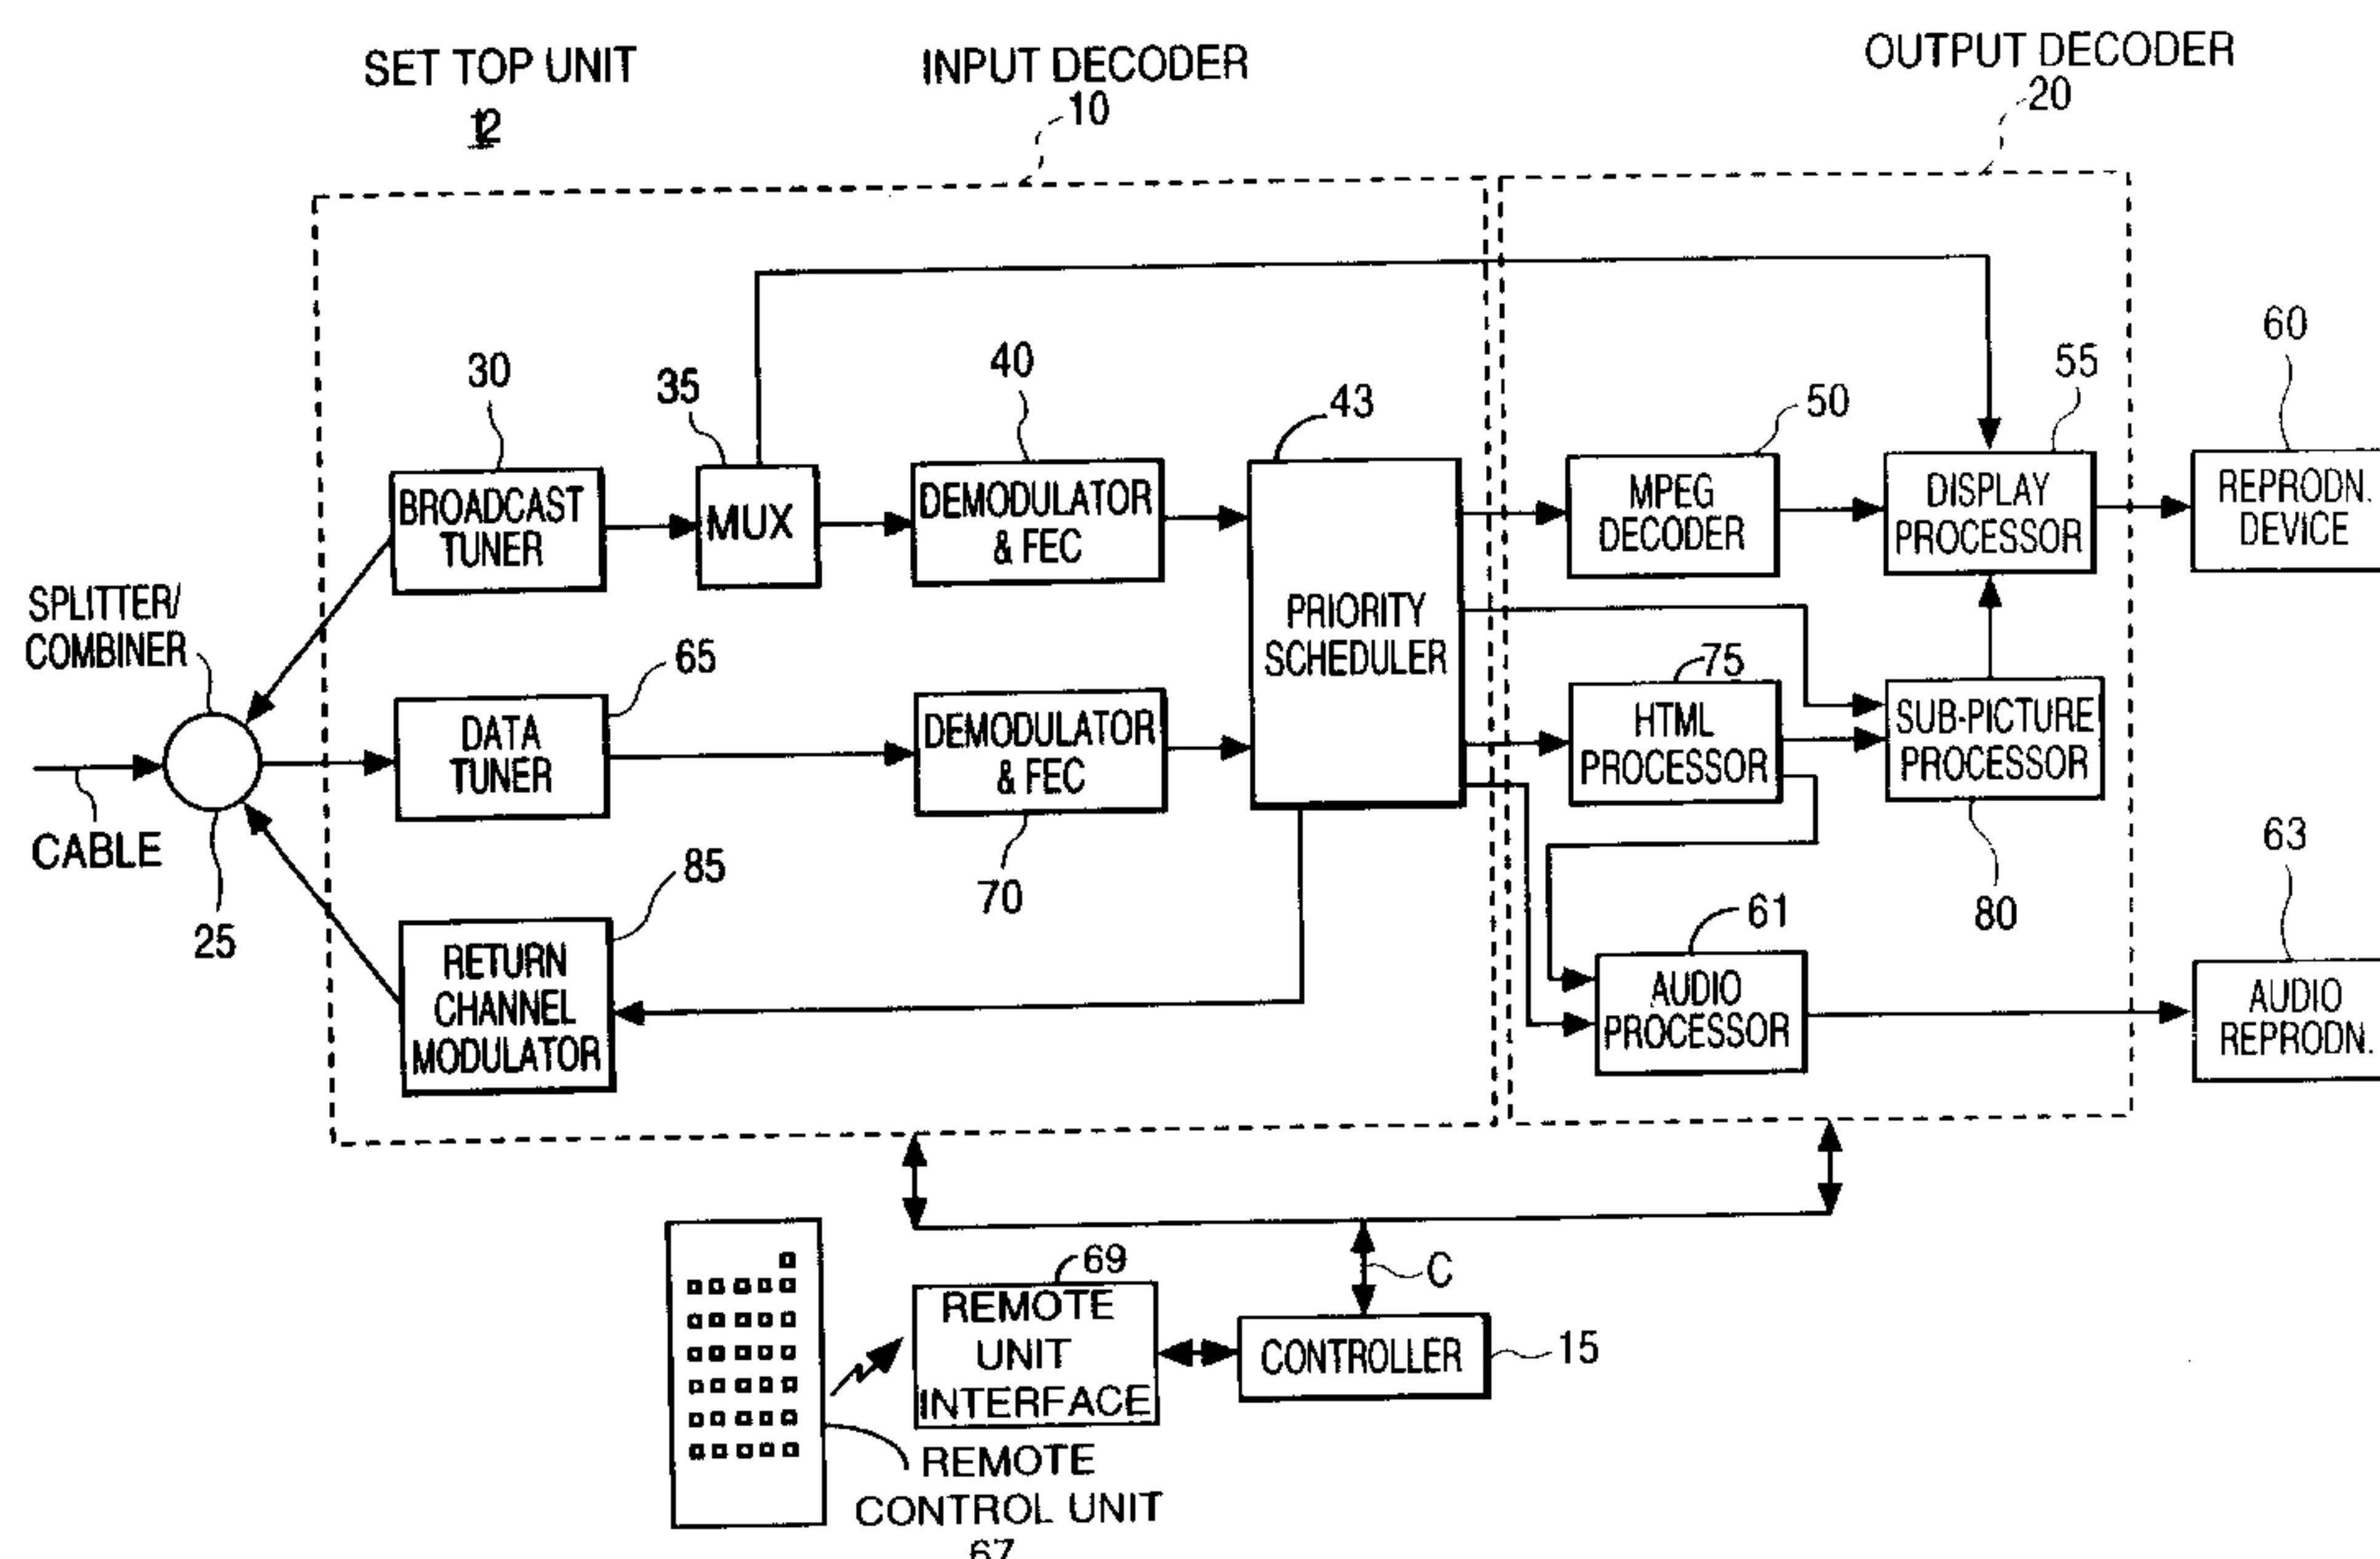 SET TOP UNIT
12
INPUT DECODER
10
OUTPUT DECODER
20
30
BROADCAST
TUNER
35
MUX
40
DEMODULATOR
& FEC
43
PRIORITY
SCHEDULER
50
MPEG
DECODER
55
DISPLAY
PROCESSOR
60
REPRODN.
DEVICE
SPLITTER/
COMBINER
CABLE
25
65
DATA
TUNER
DEMODULATOR
& FEC
70
75
HTML
PROCESSOR
SUB-PICTURE
PROCESSOR
80
85
RETURN
CHANNEL
MODULATOR
61
AUDIO
PROCESSOR
63
AUDIO
REPRODN.
69
REMOTE
UNIT
INTERFACE
C
CONTROLLER
15
REMOTE
CONTROL UNIT
67